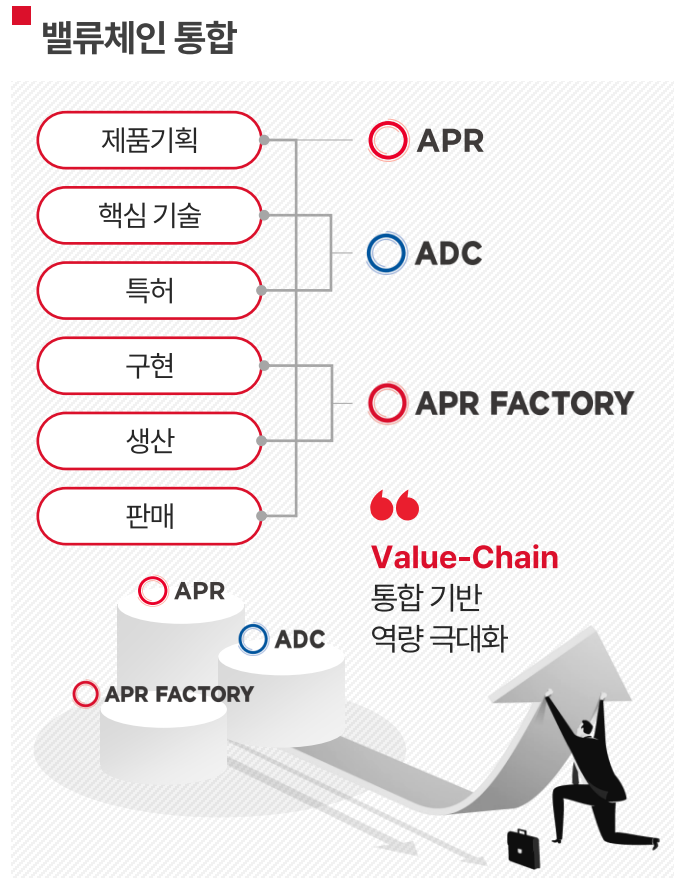 밸류체인 통합
제품기획
APR
핵심 기술
ADC
특허
구현
APR FACTORY
생산
판매
Value-Chain
통합 기반
역량 극대화
APR
ADC
APR FACTORY